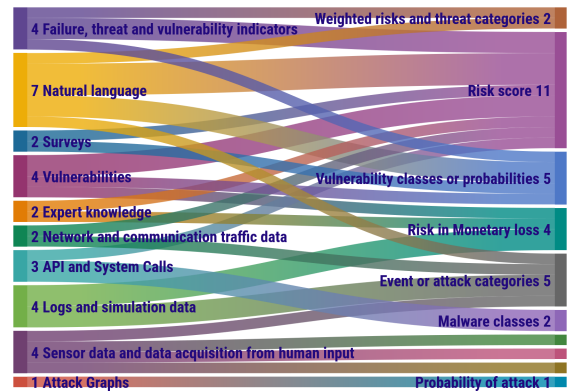 Weighted risks and threat categories 2
4 Failure, threat and vulnerability indicators
7 Natural language
Risk score 11
2 Surveys
4 Vulnerabilities
Vulnerability classes or probabilities 5
2 Expert knowledge
Risk in Monetary loss 4
2 Network and communication traffic data
3 API and System Calls
Event or attack categories 5
4 Logs and simulation data
Malware classes 2
4 Sensor data and data acquisition from human input
1 Attack Graphs
Probability of attack 1